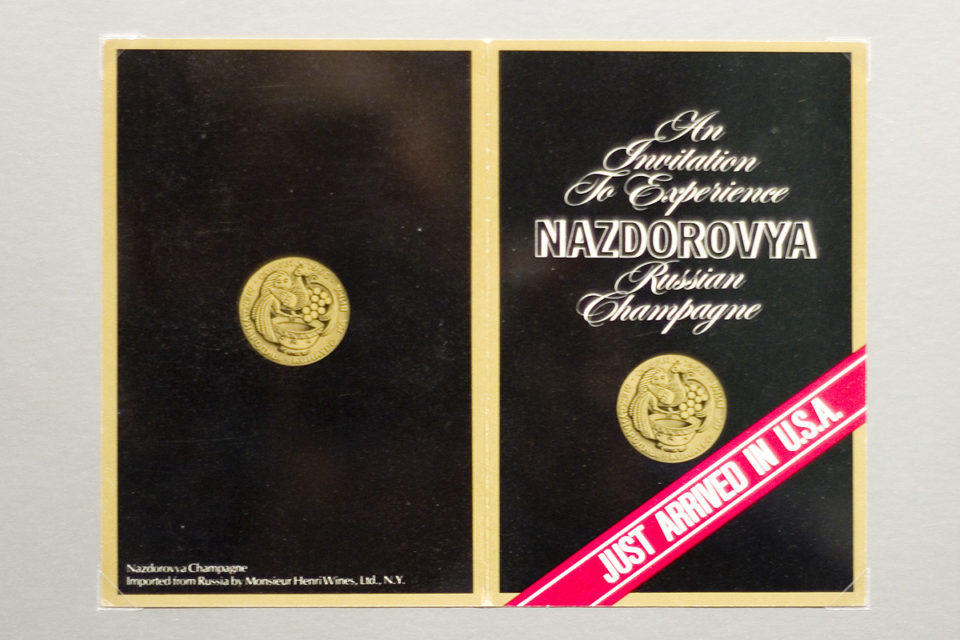 Nazdorovya Champagne
Imported from Russia by Monsieur Henri Wines, Ltd., N.Y.
An
Invitation
To Experience
NAZDOROVYA
Russian
Champagne
JUST ARRIVED IN U.S.A.